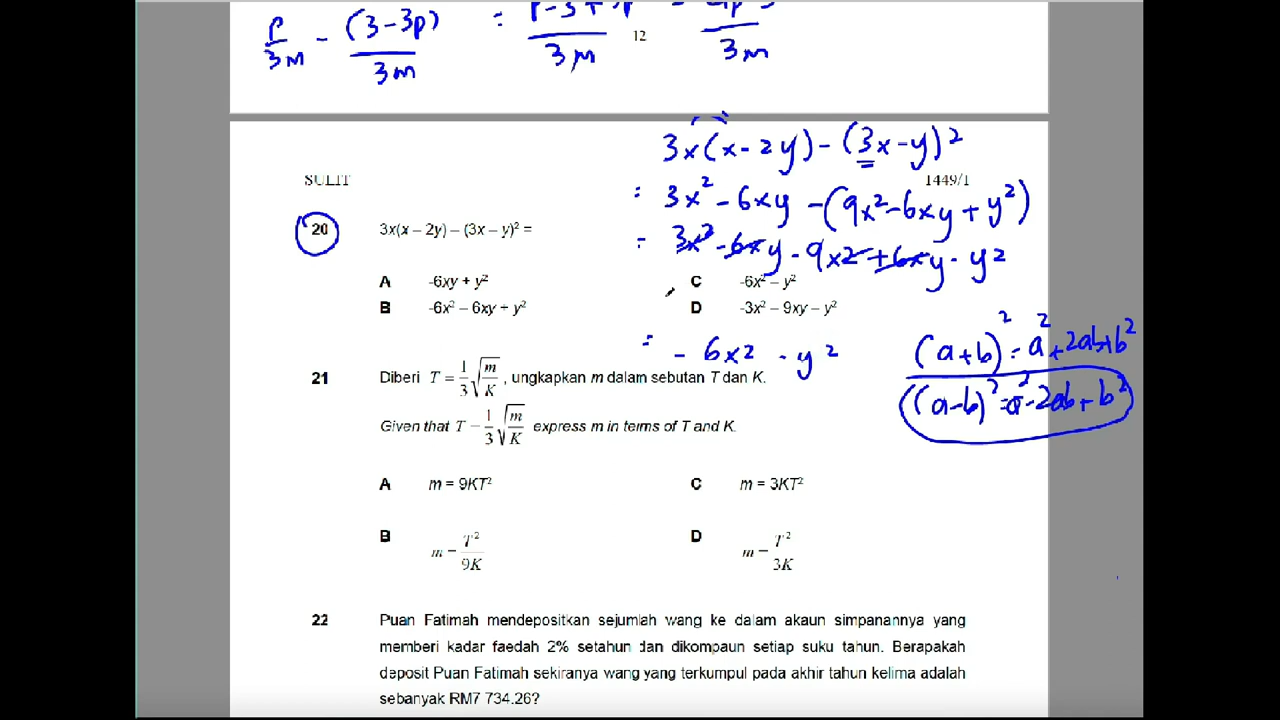 p/3m - (3-3p)/3m = p-3+3p/3m = 3m
12
3x(x-2y)-(3x-y)²
SULIT 1449/1
= 3x²-6xy-(9x²-6xy+y²)
20 3x(x – 2y) – (3x – y)² =
= 3x²-6xy-9x2+6xy-y²
A -6xy + y² C -6x² – y²
B -6x² – 6xy + y² D -3x² – 9xy – y²
= -6x2-y²
(a+b)²=a²+2ab+b²
(a-b)²=a²-2ab+b²
21 Diberi T = 1/3√(m/K) , ungkapkan m dalam sebutan T dan K.
Given that T = 1/3√(m/K) express m in terms of T and K.
A m = 9KT² C m = 3KT²
B m = T²/9K D m = T²/3K
22 Puan Fatimah mendepositkan sejumlah wang ke dalam akaun simpanannya yang
memberi kadar faedah 2% setahun dan dikompaun setiap suku tahun. Berapakah
deposit Puan Fatimah sekiranya wang yang terkumpul pada akhir tahun kelima adalah
sebanyak RM7 734.26?